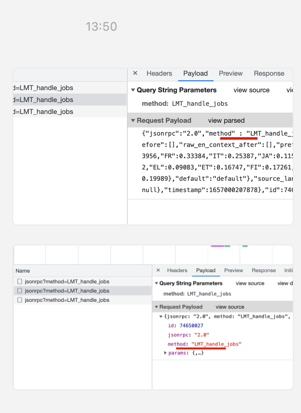 13:50
d=LMT_handle_jobs
d=LMT_handle_jobs
d=LMT_handle_jobs
× Headers Payload Preview Response
▼ Query String Parameters view source
method: LMT_handle_jobs
▼ Request Payload view parsed
{"jsonrpc":"2.0","method" : "LMT_handle_
efore":[],"raw_en_context_after":[],"pre
3956,"FR":0.33384,"IT":0.25387,"JA":0.11
2,"EL":0.09083,"ET":0.16747,"FI":0.17261
0.19989},"default":"default"},"source_lan
null},"timestamp":1657000207878},"id":746
Name
jsonrpc?method=LMT_handle_jobs
jsonrpc?method=LMT_handle_jobs
jsonrpc?method=LMT_handle_jobs
× Headers Payload Preview Response Initi
▼ Query String Parameters view source
method: LMT_handle_jobs
▼ Request Payload view source
▼ {jsonrpc: "2.0", method: "LMT_handle_jobs",
id: 74650027
jsonrpc: "2.0"
method: "LMT_handle_jobs"
▶ params: {,…}